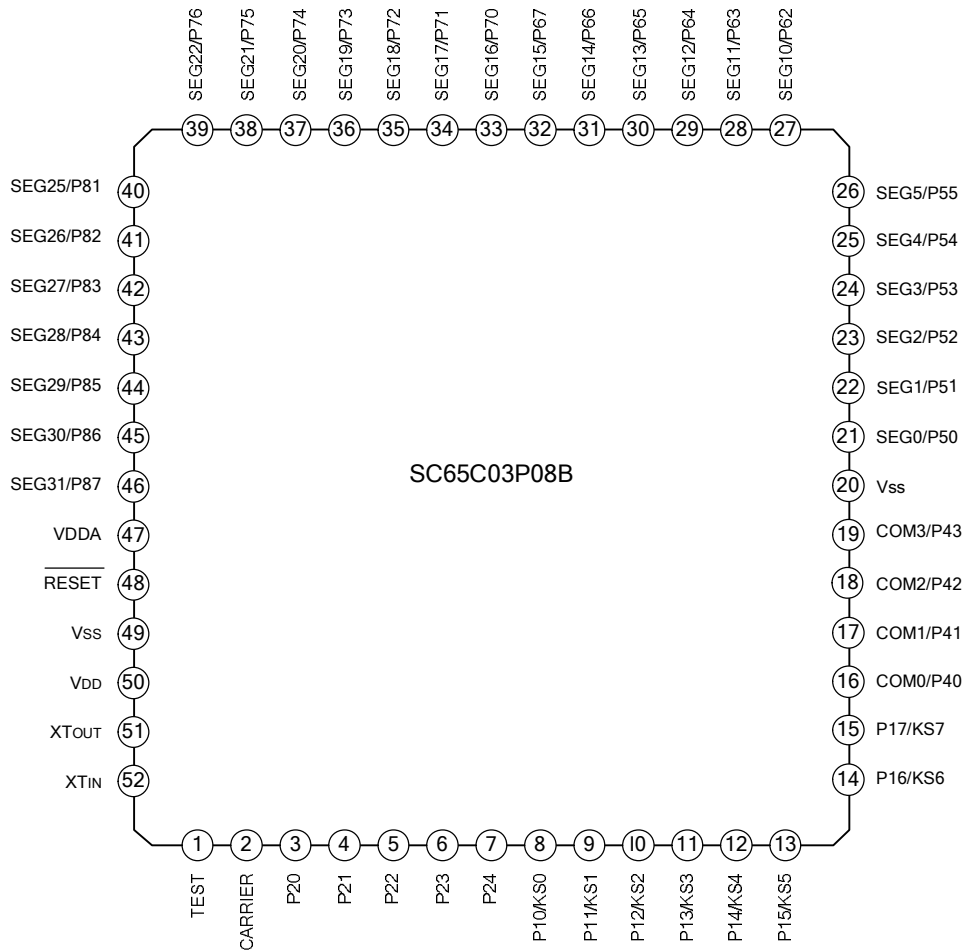 SEG22/P76
SEG21/P75
SEG20/P74
SEG19/P73
SEG18/P72
SEG17/P71
SEG16/P70
SEG15/P67
SEG14/P66
SEG13/P65
SEG12/P64
SEG11/P63
SEG10/P62
39
38
37
36
35
34
33
32
31
30
29
28
27
SEG25/P81 40
SEG26/P82 41
SEG27/P83 42
SEG28/P84 43
SEG29/P85 44
SEG30/P86 45
SEG31/P87 46
VDDA 47
RESET 48
VSS 49
VDD 50
XTOUT 51
XTIN 52
SC65C03P08B
26 SEG5/P55
25 SEG4/P54
24 SEG3/P53
23 SEG2/P52
22 SEG1/P51
21 SEG0/P50
20 Vss
19 COM3/P43
18 COM2/P42
17 COM1/P41
16 COM0/P40
15 P17/KS7
14 P16/KS6
1
2
3
4
5
6
7
8
9
I0
11
12
13
TEST
CARRIER
P20
P21
P22
P23
P24
P10/KS0
P11/KS1
P12/KS2
P13/KS3
P14/KS4
P15/KS5